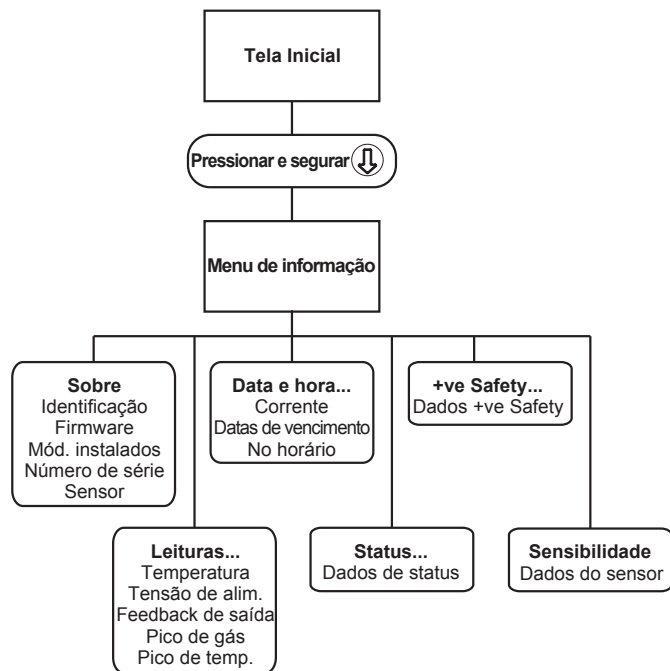 Tela Inicial
Pressionar e segurar
Menu de informação
Sobre
Identificação
Firmware
Mód. instalados
Número de série
Sensor
Data e hora...
Corrente
Datas de vencimento
No horário
+ve Safety...
Dados +ve Safety
Leituras...
Temperatura
Tensão de alim.
Feedback de saída
Pico de gás
Pico de temp.
Status...
Dados de status
Sensibilidade
Dados do sensor